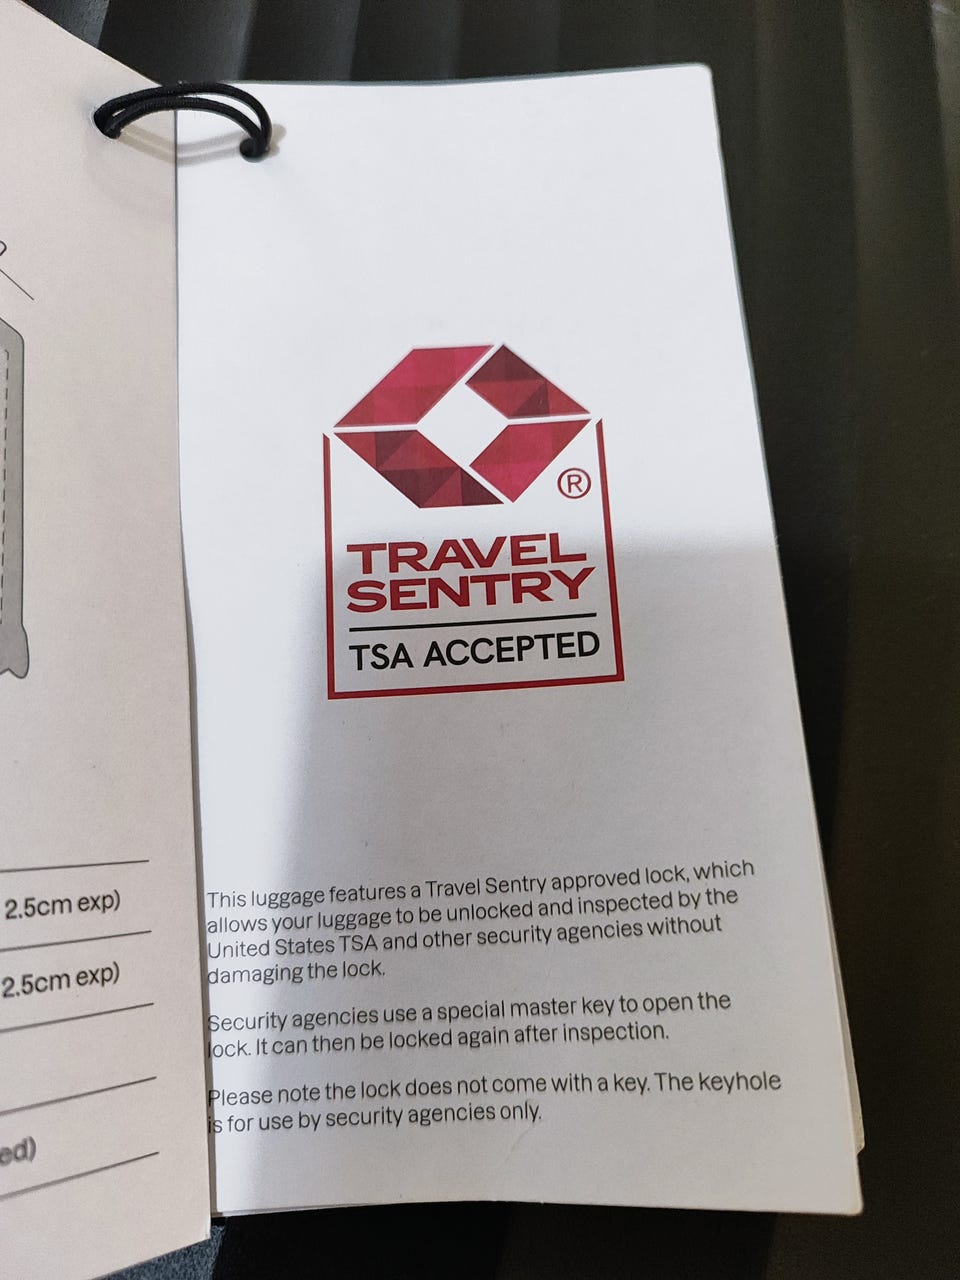 2.5cm exp)
2.5cm exp)
ed)
®
TRAVEL
SENTRY
TSA ACCEPTED
This luggage features a Travel Sentry approved lock, which
allows your luggage to be unlocked and inspected by the
United States TSA and other security agencies without
damaging the lock.
Security agencies use a special master key to open the
lock. It can then be locked again after inspection.
Please note the lock does not come with a key. The keyhole
is for use by security agencies only.